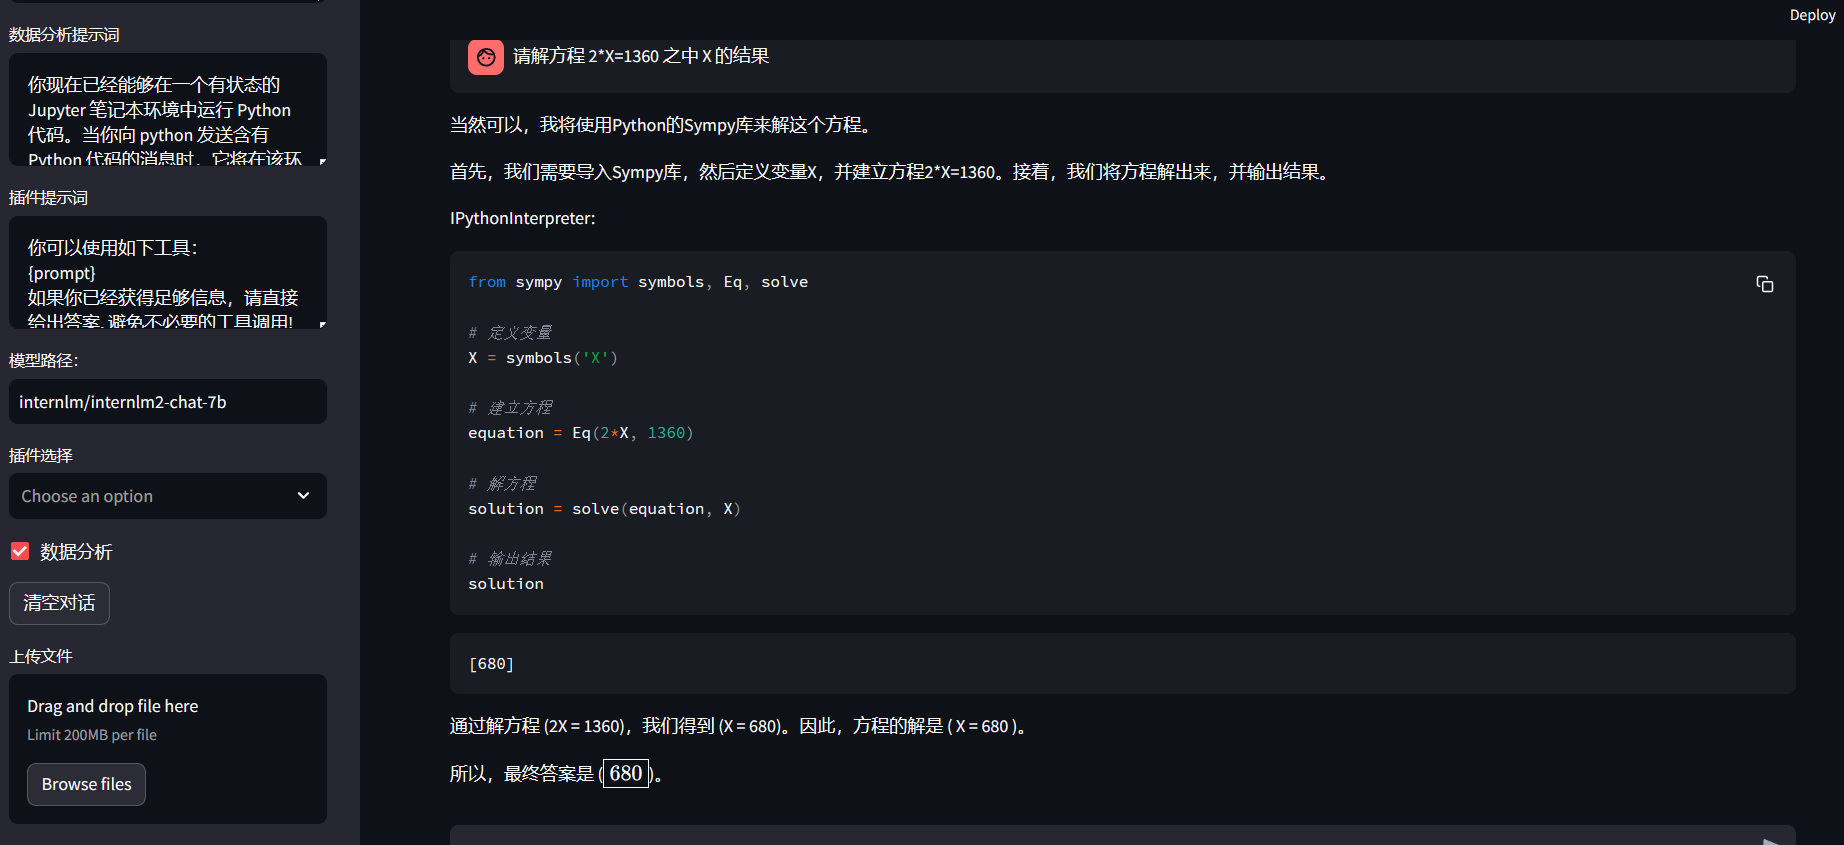 数据分析提示词
你现在已经能够在一个有状态的
Jupyter 笔记本环境中运行 Python
代码。当你向 python 发送含有
Python 代码的消息时，它将在该环
插件提示词
你可以使用如下工具：
{prompt}
如果你已经获得足够信息，请直接
给出答案. 避免不必要的工具调用!
模型路径：
internlm/internlm2-chat-7b
插件选择
Choose an option
数据分析
清空对话
上传文件
Drag and drop file here
Limit 200MB per file
Browse files
Deploy
请解方程 2*X=1360 之中 X 的结果
当然可以，我将使用Python的Sympy库来解这个方程。
首先，我们需要导入Sympy库，然后定义变量X，并建立方程2*X=1360。接着，我们将方程解出来，并输出结果。
IPythonInterpreter:
from sympy import symbols, Eq, solve
# 定义变量
X = symbols('X')
# 建立方程
equation = Eq(2*X, 1360)
# 解方程
solution = solve(equation, X)
# 输出结果
solution
[680]
通过解方程 (2X = 1360)，我们得到 (X = 680)。因此，方程的解是 ( X = 680 )。
所以，最终答案是 (680)。